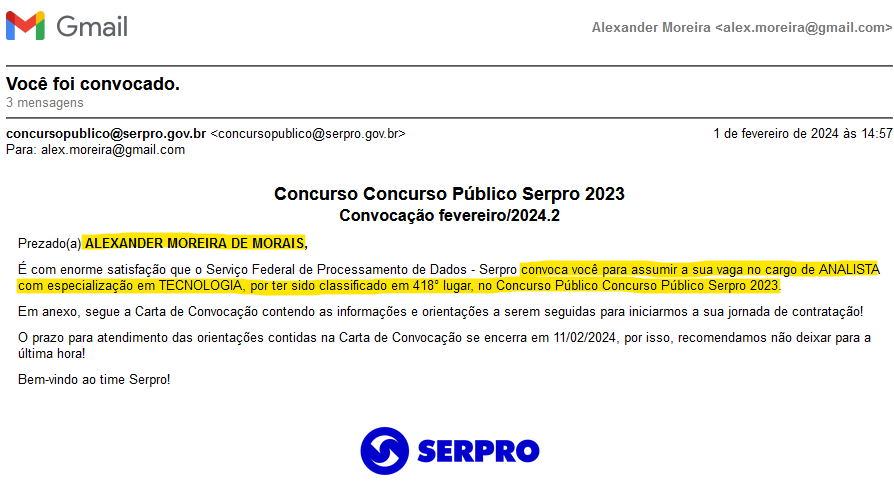 Gmail
Alexander Moreira <alex.moreira@gmail.com>
Você foi convocado.
3 mensagens
concursopublico@serpro.gov.br <concursopublico@serpro.gov.br>
1 de fevereiro de 2024 às 14:57
Para: alex.moreira@gmail.com
Concurso Concurso Público Serpro 2023
Convocação fevereiro/2024.2
Prezado(a) ALEXANDER MOREIRA DE MORAIS,
É com enorme satisfação que o Serviço Federal de Processamento de Dados - Serpro convoca você para assumir a sua vaga no cargo de ANALISTA
com especialização em TECNOLOGIA, por ter sido classificado em 418° lugar, no Concurso Público Concurso Público Serpro 2023.
Em anexo, segue a Carta de Convocação contendo as informações e orientações a serem seguidas para iniciarmos a sua jornada de contratação!
O prazo para atendimento das orientações contidas na Carta de Convocação se encerra em 11/02/2024, por isso, recomendamos não deixar para a
última hora!
Bem-vindo ao time Serpro!
SERPRO